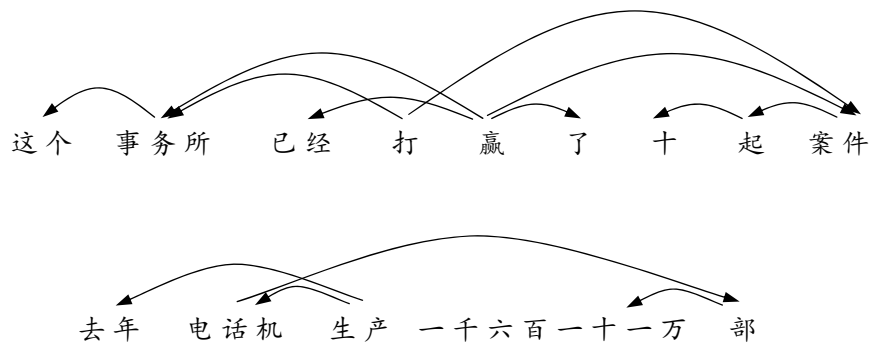 这个 事务所 已经 打 赢 了 十 起 案件
去年 电话机 生产 一千六百一十一万 部